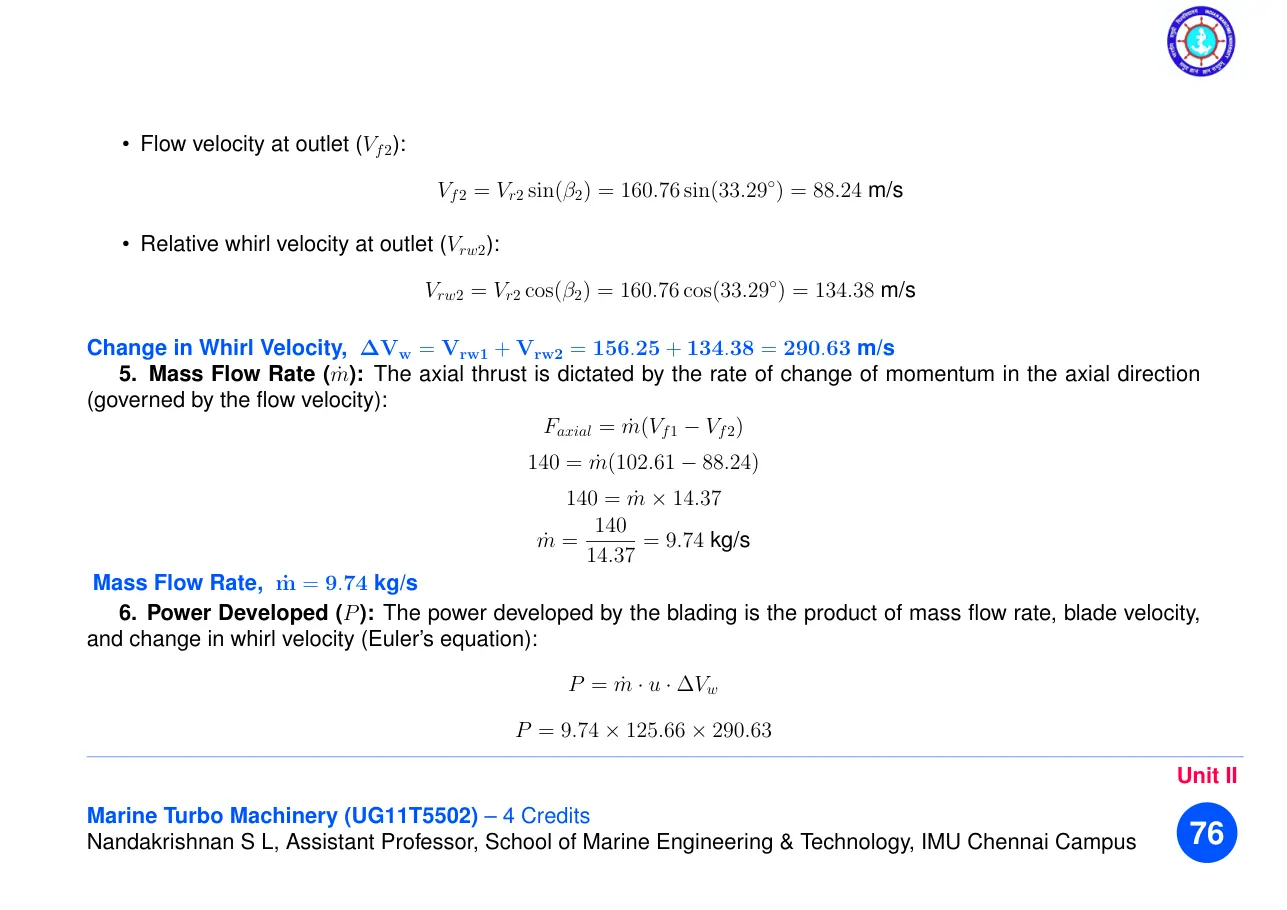 • Flow velocity at outlet (V_{f2}):
V_{f2} = V_{r2} sin(β_2) = 160.76 sin(33.29°) = 88.24 m/s
• Relative whirl velocity at outlet (V_{rw2}):
V_{rw2} = V_{r2} cos(β_2) = 160.76 cos(33.29°) = 134.38 m/s
Change in Whirl Velocity, ΔV_w = V_{rw1} + V_{rw2} = 156.25 + 134.38 = 290.63 m/s
5. Mass Flow Rate (ṁ): The axial thrust is dictated by the rate of change of momentum in the axial direction
(governed by the flow velocity):
F_{axial} = ṁ(V_{f1} − V_{f2})
140 = ṁ(102.61 − 88.24)
140 = ṁ × 14.37
ṁ = 140/14.37 = 9.74 kg/s
Mass Flow Rate, ṁ = 9.74 kg/s
6. Power Developed (P): The power developed by the blading is the product of mass flow rate, blade velocity,
and change in whirl velocity (Euler's equation):
P = ṁ · u · ΔV_w
P = 9.74 × 125.66 × 290.63
Unit II
Marine Turbo Machinery (UG11T5502) – 4 Credits
Nandakrishnan S L, Assistant Professor, School of Marine Engineering & Technology, IMU Chennai Campus
76